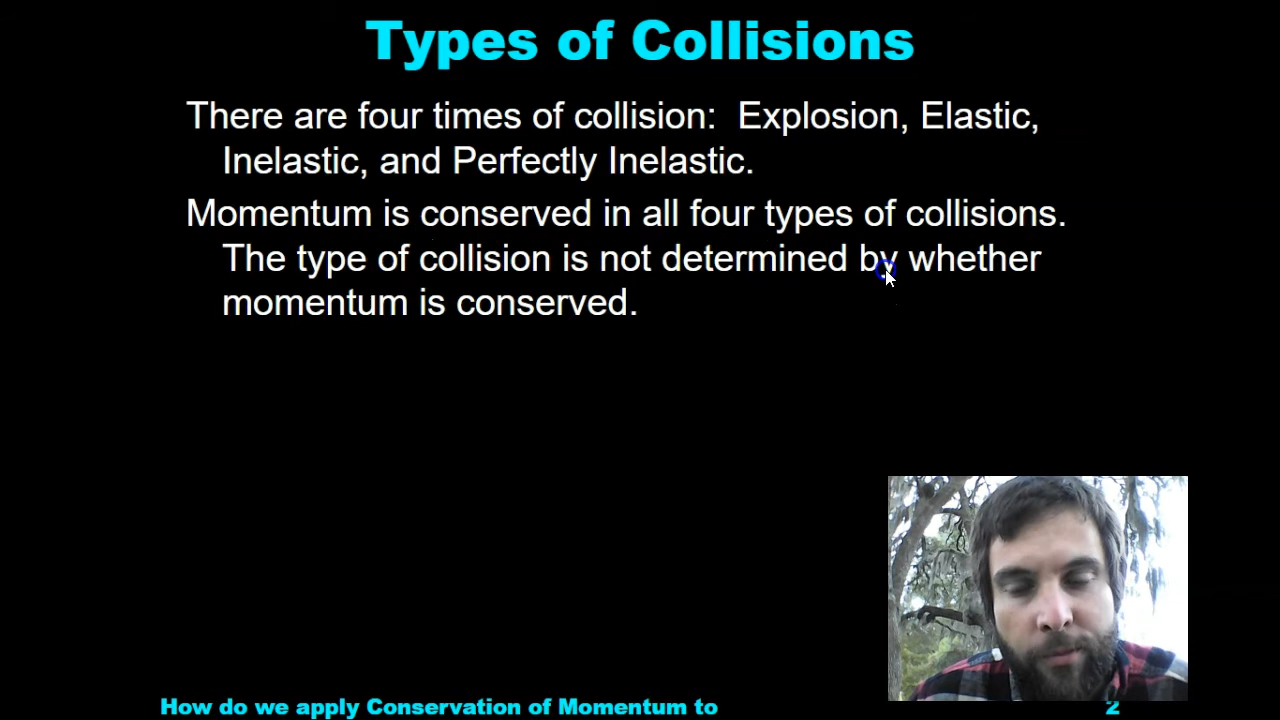 Types of Collisions
There are four times of collision:  Explosion, Elastic,
Inelastic, and Perfectly Inelastic.
Momentum is conserved in all four types of collisions.
The type of collision is not determined by whether
momentum is conserved.
How do we apply Conservation of Momentum to
2